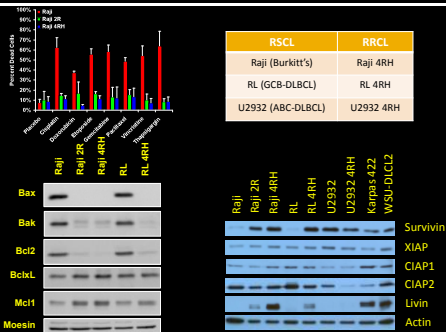 100%
90%
80%
70%
60%
50%
40%
30%
20%
10%
0%
Percent Dead Cells
Raji
Raji 2R
Raji 4RH
Placebo
Cisplatin
Doxorubicin
Etoposide
Gemcitabine
Paclitaxel
Vinorelbine
Thapsigargin
RSCL RRCL
Raji (Burkitt's) Raji 4RH
RL (GCB-DLBCL) RL 4RH
U2932 (ABC-DLBCL) U2932 4RH
Raji
Raji 2R
Raji 4RH
RL
RL 4RH
Bax
Bak
Bcl2
BclxL
Mcl1
Moesin
Raji
Raji 2R
Raji 4RH
RL
RL 4RH
U2932
U2932 4RH
Karpas 422
WSU-DLCL2
Survivin
XIAP
CIAP1
CIAP2
Livin
Actin